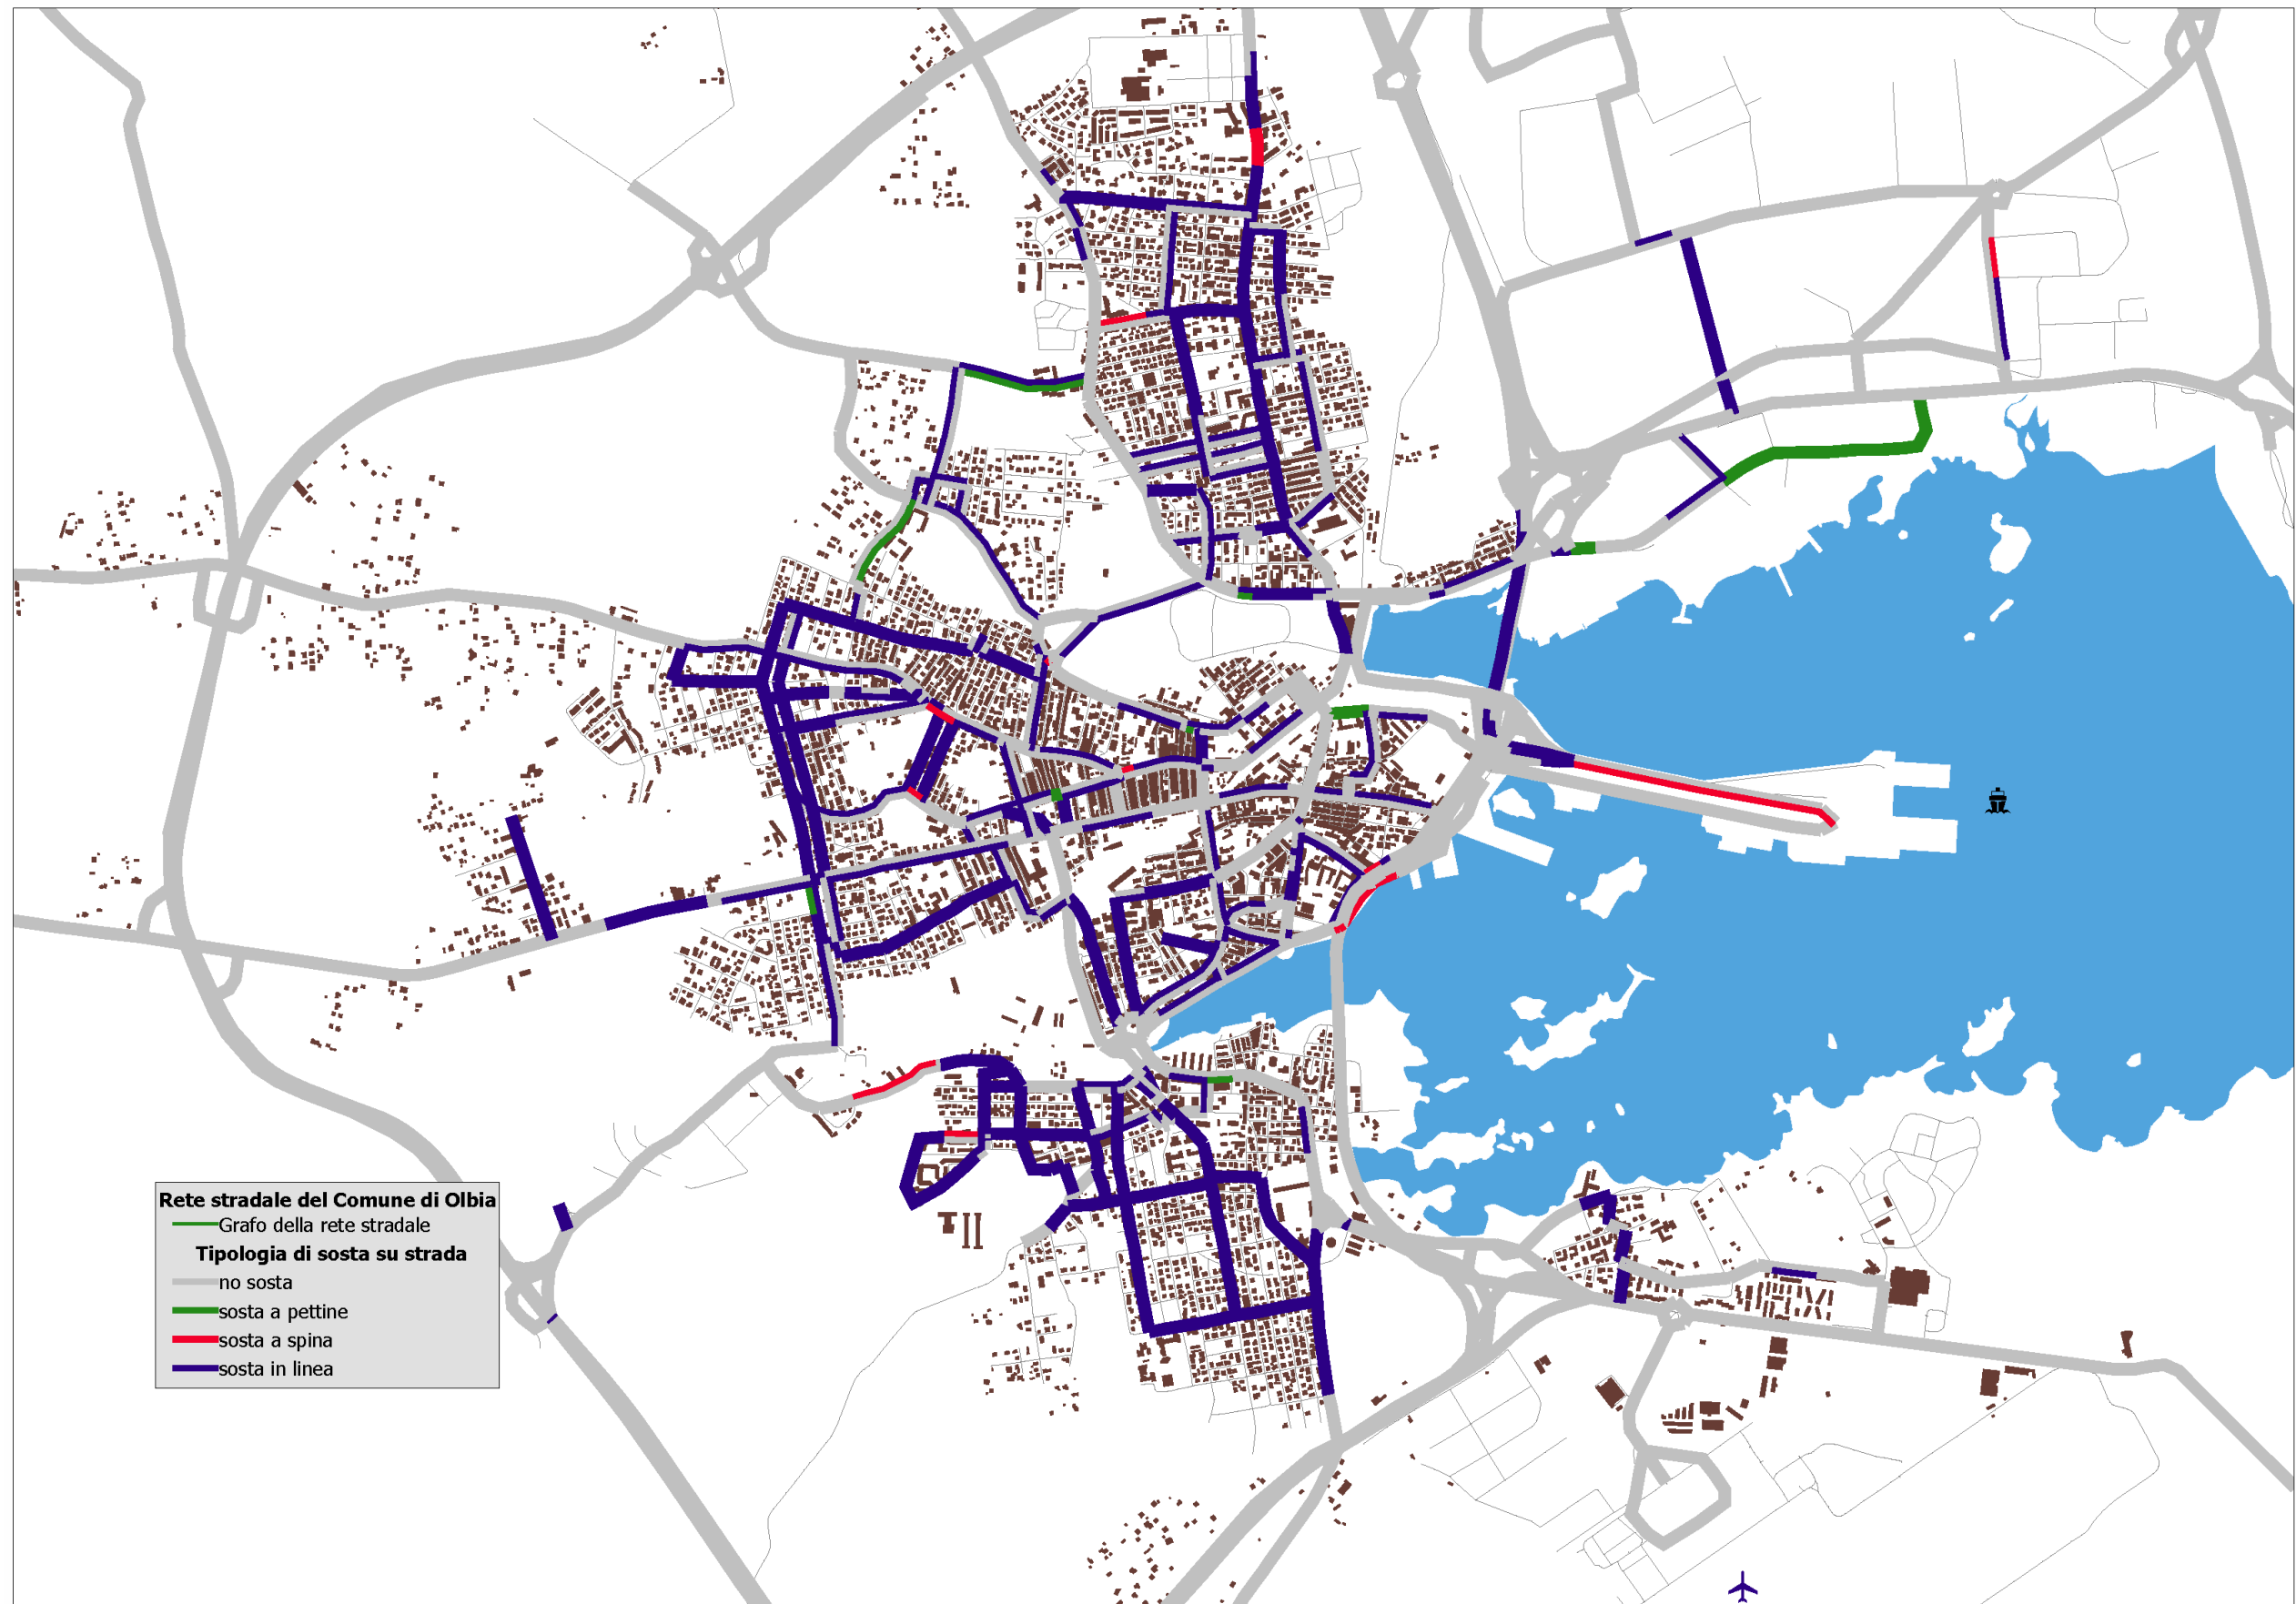 Rete stradale del Comune di Olbia
Grafo della rete stradale
Tipologia di sosta su strada
no sosta
sosta a pettine
sosta a spina
sosta in linea